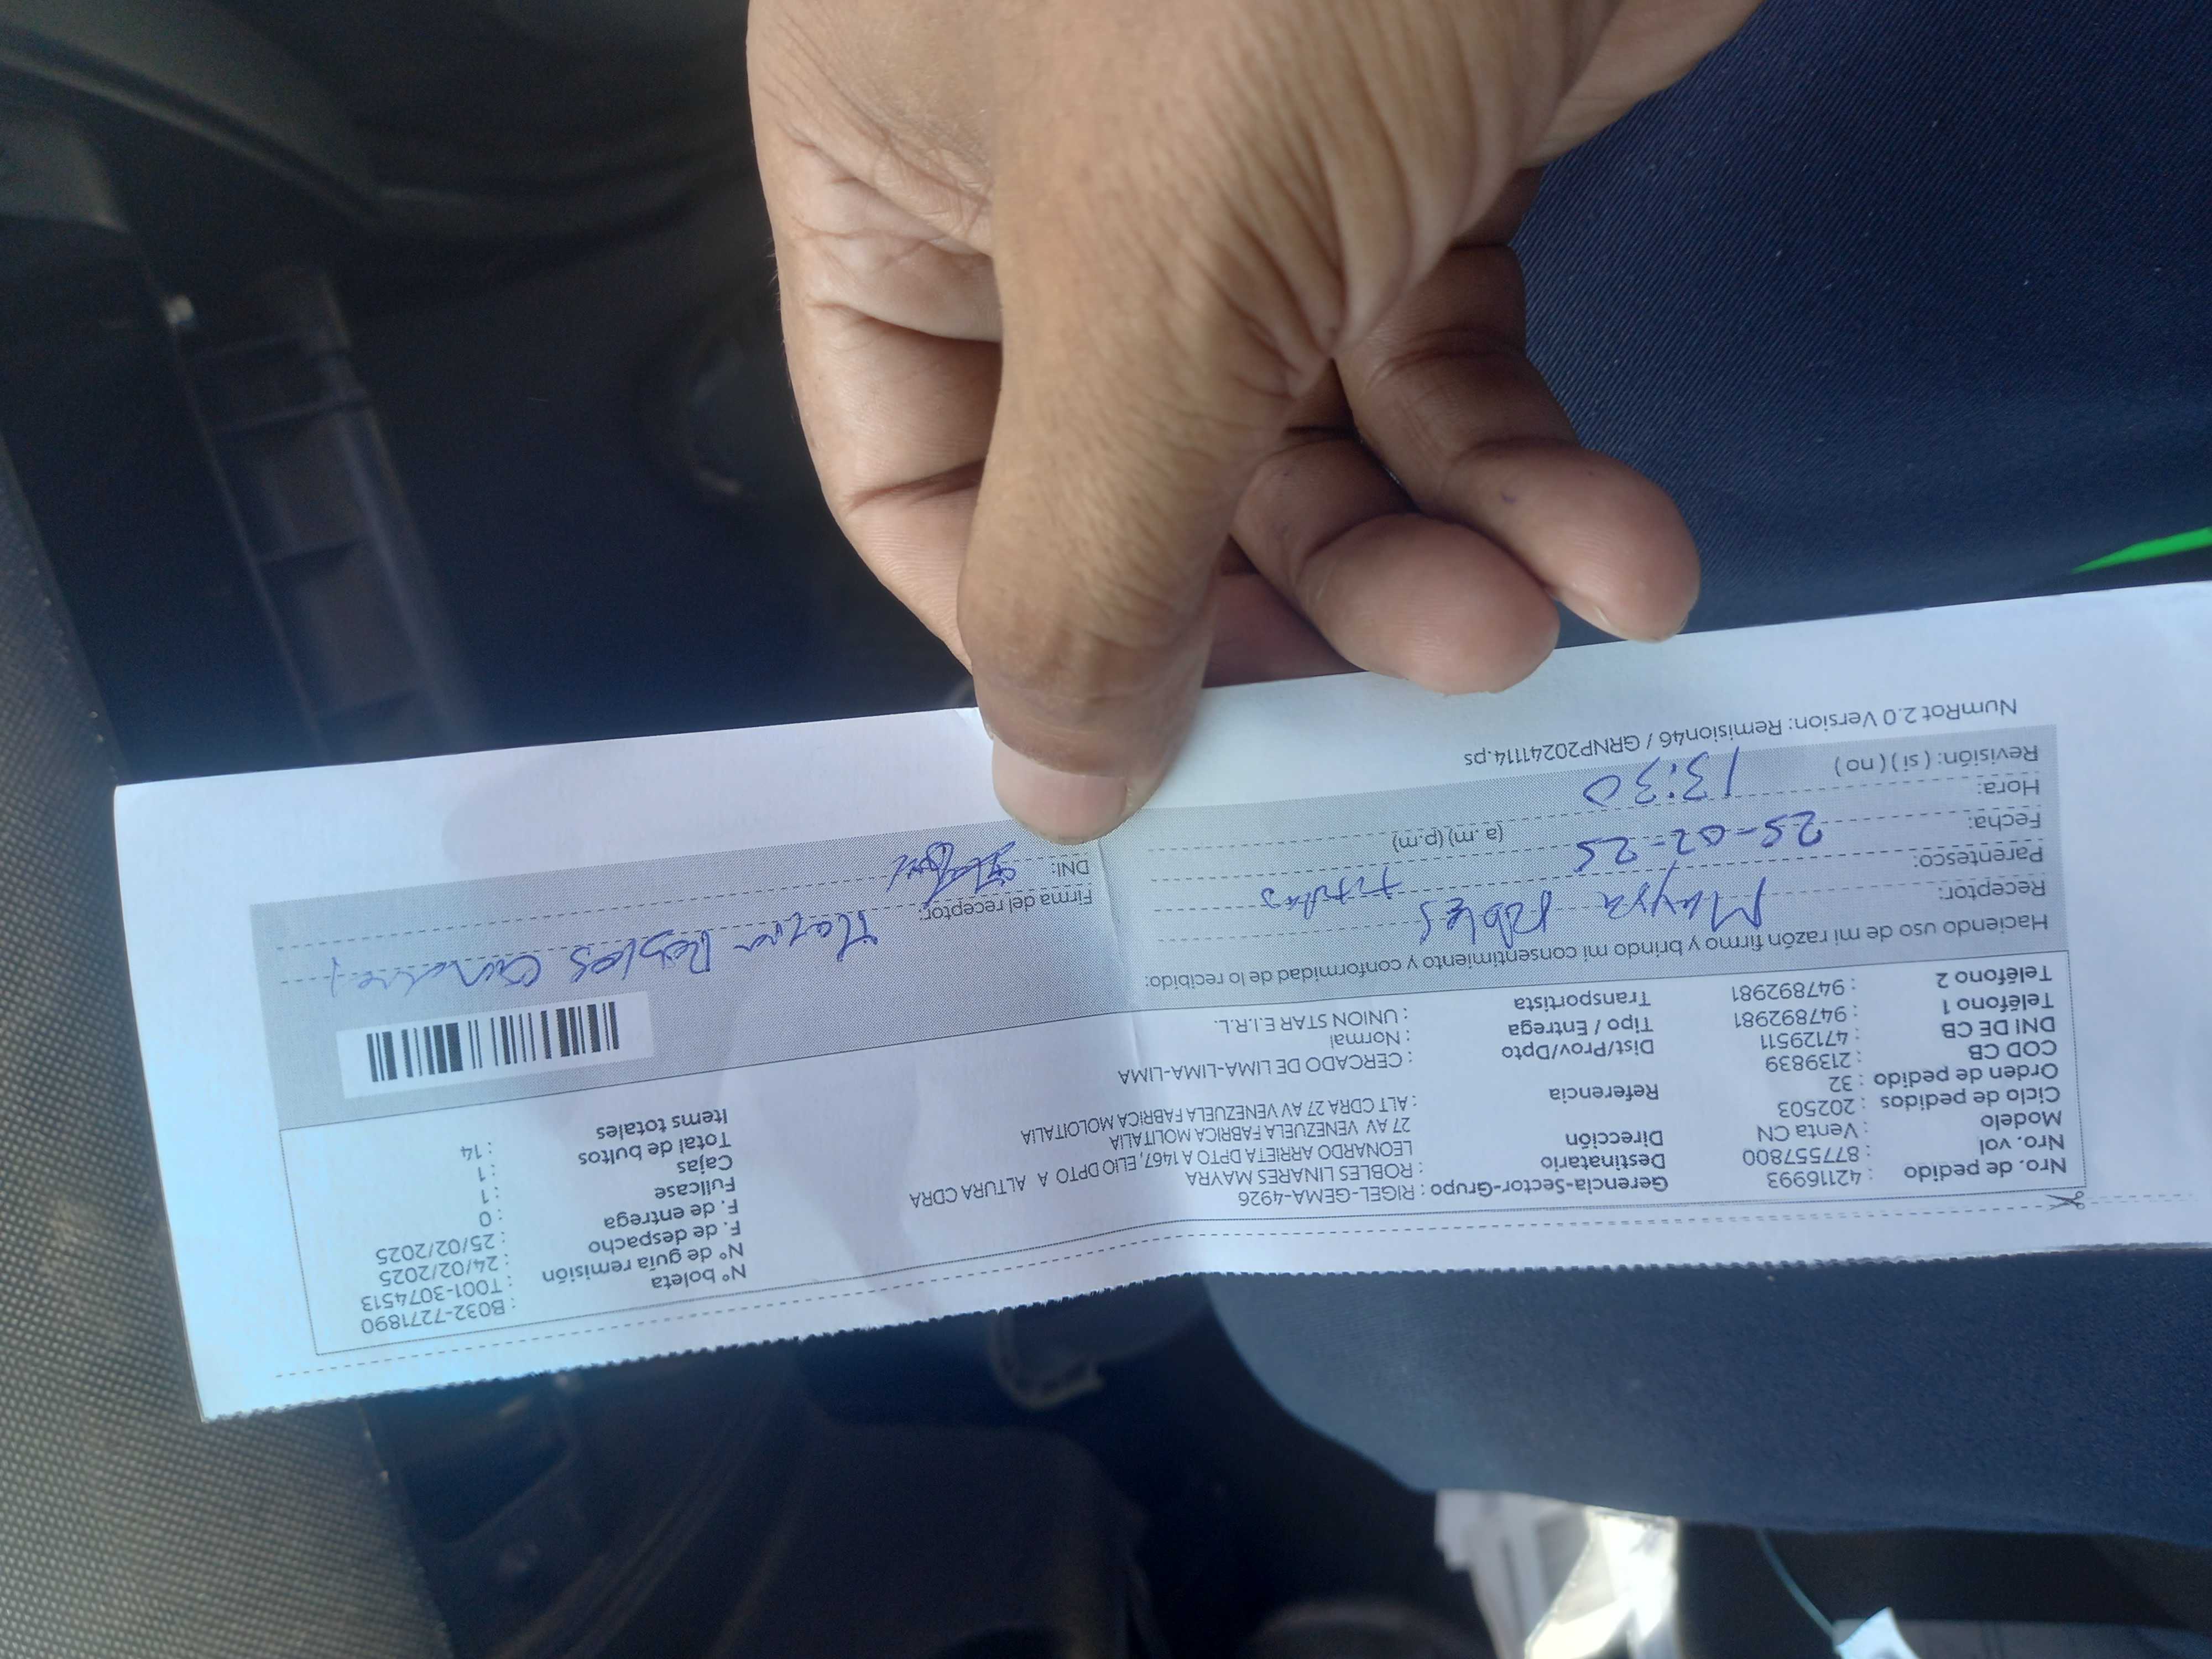 Nro. de pedido : 42116993
Nro. vol : 877557800
Modelo : Venta CN
Ciclo de pedidos : 202503
Orden de pedido : 32
COD CB : 2139839
DNI DE CB : 47129511
Teléfono 1 : 947892981
Teléfono 2 : 947892981
Gerencia-Sector-Grupo : RIGEL-GEMA-4926
Destinatario : ROBLES LINARES MAYRA
Dirección LEONARDO ARRIETA DPTO A 1467, ELIO DPTO A ALTURA CDRA
27 AV VENEZUELA FABRICA MOLITALIA
Referencia : ALT CDRA 27 AV VENEZUELA FABRICA MOLOITALIA
Dist/Prov/Dpto : CERCADO DE LIMA-LIMA-LIMA
Tipo / Entrega : Normal
Transportista : UNION STAR E.I.R.L.
N° boleta : B032-7271890
N° de guía remisión : T001-3074513
F. de despacho : 24/02/2025
F. de entrega : 25/02/2025
Fullcase : 0
Cajas : 1
Total de bultos : 1
Items totales : 14
Haciendo uso de mi razón firmo y brindo mi consentimiento y conformidad de lo recibido:
Receptor: Mayra Robles
Parentesco:
Fecha: 25-02-25
Hora: 13:30 (a.m) (p.m)
Revisión: ( si ) ( no )
Firma del receptor:
DNI:
NumRot 2.0 Version: Remision46 / GRNP20241114.ps